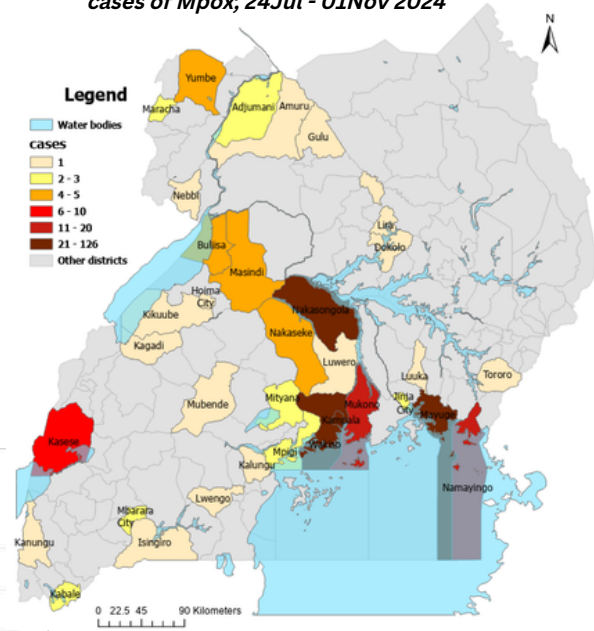 cases of Mpox, 24Jul - 01Nov 2024
N
Legend
Water bodies
cases
1
2 - 3
4 - 5
6 - 10
11 - 20
21 - 126
Other districts
Yumbe
Maracha
Adjumani
Amuru
Gulu
Nebbi
Lira
Dokolo
Buliisa
Masindi
Hoima
City
Kikuube
Kagadi
Nakasongola
Nakaseke
Luwero
Luuka
Tororo
Mubende
Mityana
Mukono
Jinja
City
Mayuge
Kampala
Wakiso
Mpigi
Kasese
Kalungu
Namayingo
Lwengo
Mbarara
City
Kanungu
Isingiro
Kabale
0 22.5 45 90 Kilometers